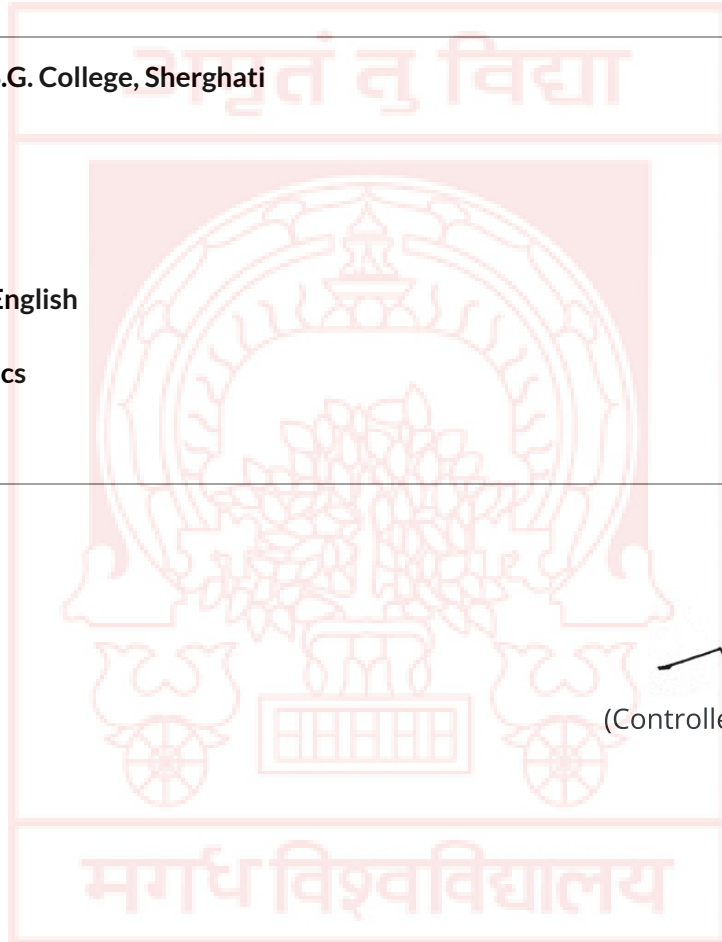 अमृतं तु विद्या
.G. College, Sherghati
English
cs
(Controlle
मगध विश्वविद्यालय